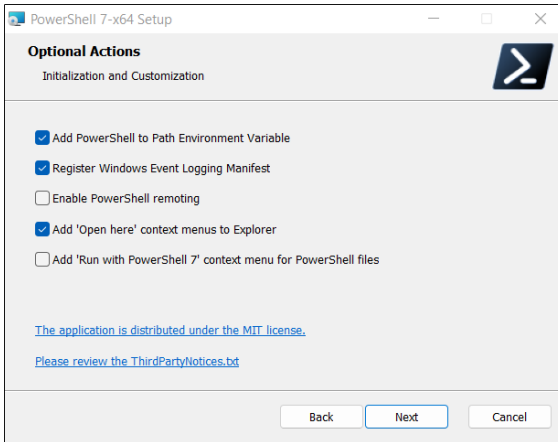 PowerShell 7-x64 Setup
Optional Actions
Initialization and Customization
Add PowerShell to Path Environment Variable
Register Windows Event Logging Manifest
Enable PowerShell remoting
Add 'Open here' context menus to Explorer
Add 'Run with PowerShell 7' context menu for PowerShell files
The application is distributed under the MIT license.
Please review the ThirdPartyNotices.txt
Back Next Cancel